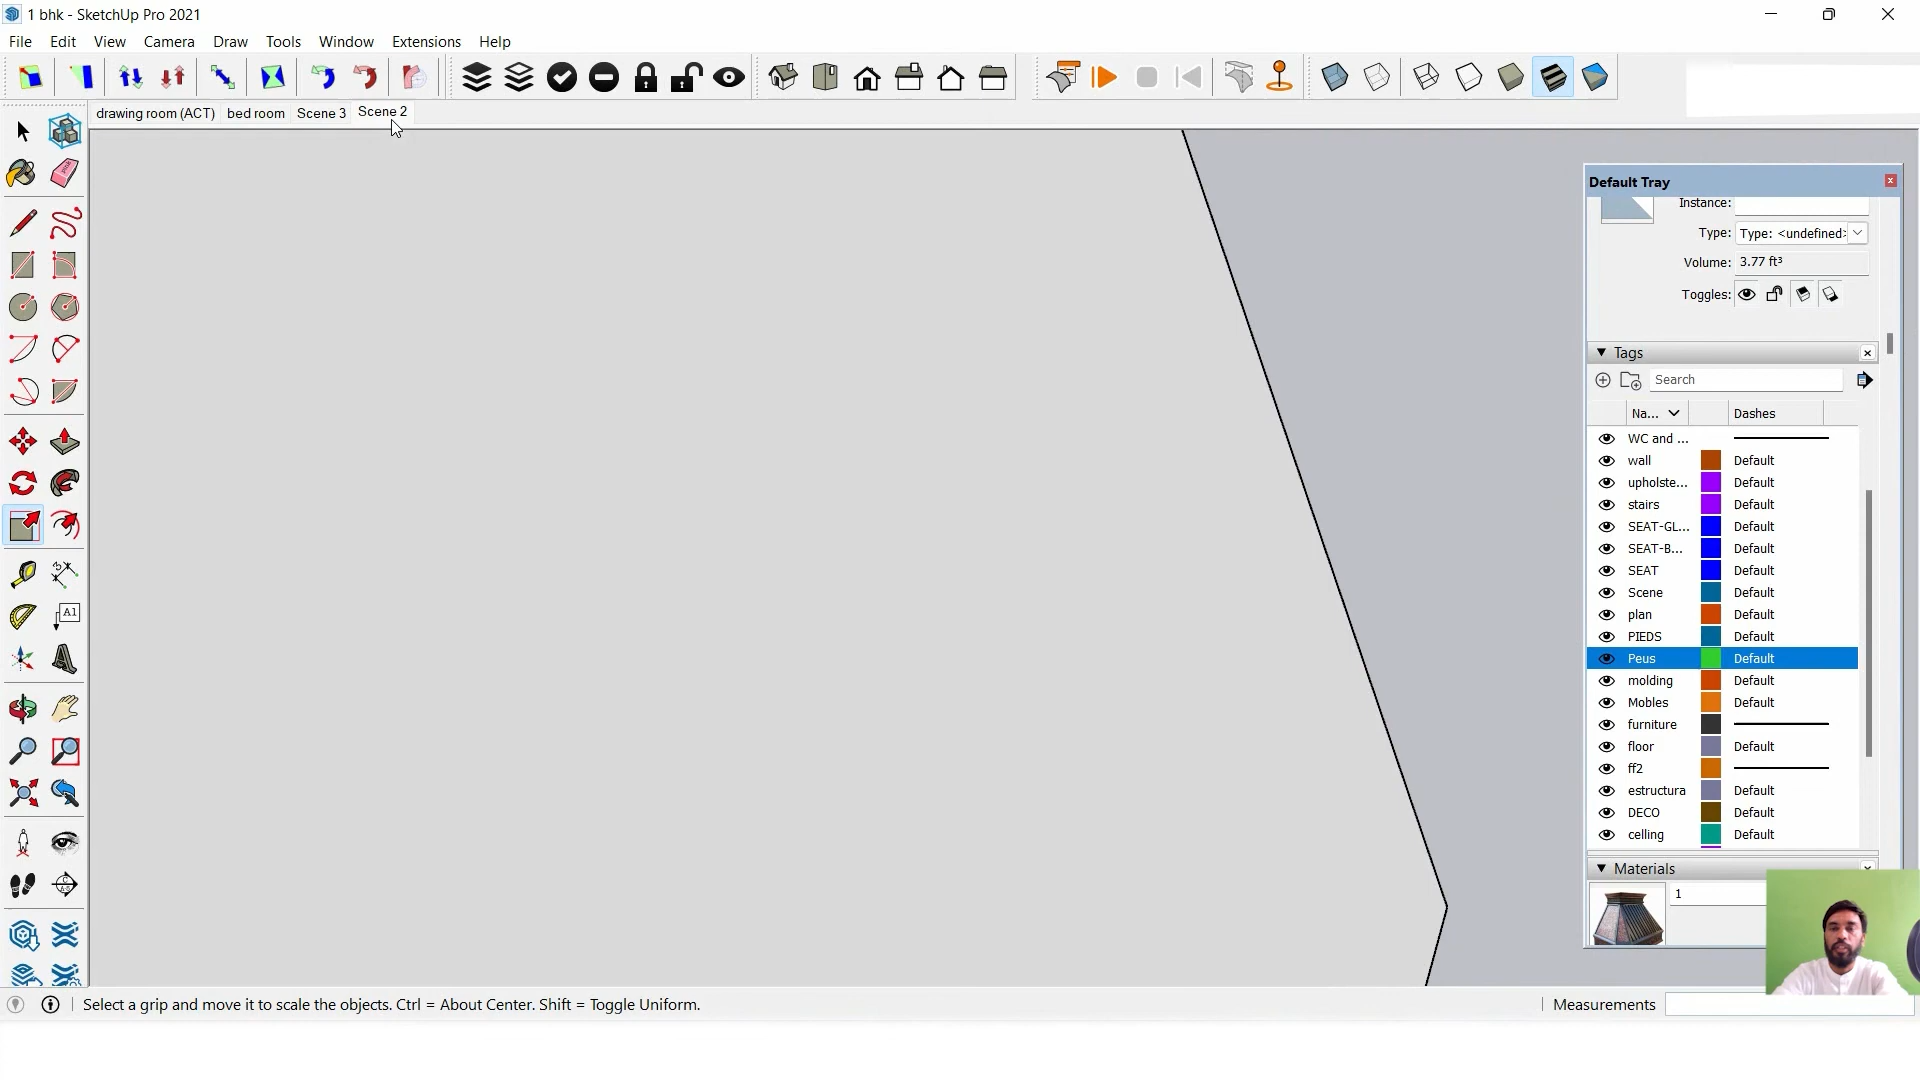 1 bhk - SketchUp Pro 2021
File Edit View Camera Draw Tools Window Extensions Help
drawing room (ACT) bed room Scene 3 Scene 2
Default Tray
Instance:
Type: Type: <undefined>
Volume: 3.77 ft³
Toggles:
Tags
Search
Na... Dashes
WC and ...
wall Default
upholste... Default
stairs Default
SEAT-GL... Default
SEAT-B... Default
SEAT Default
Scene Default
plan Default
PIEDS Default
Peus Default
molding Default
Mobles Default
furniture
floor Default
ff2
estructura Default
DECO Default
celling Default
Materials
1
A1
Select a grip and move it to scale the objects. Ctrl = About Center. Shift = Toggle Uniform.
Measurements